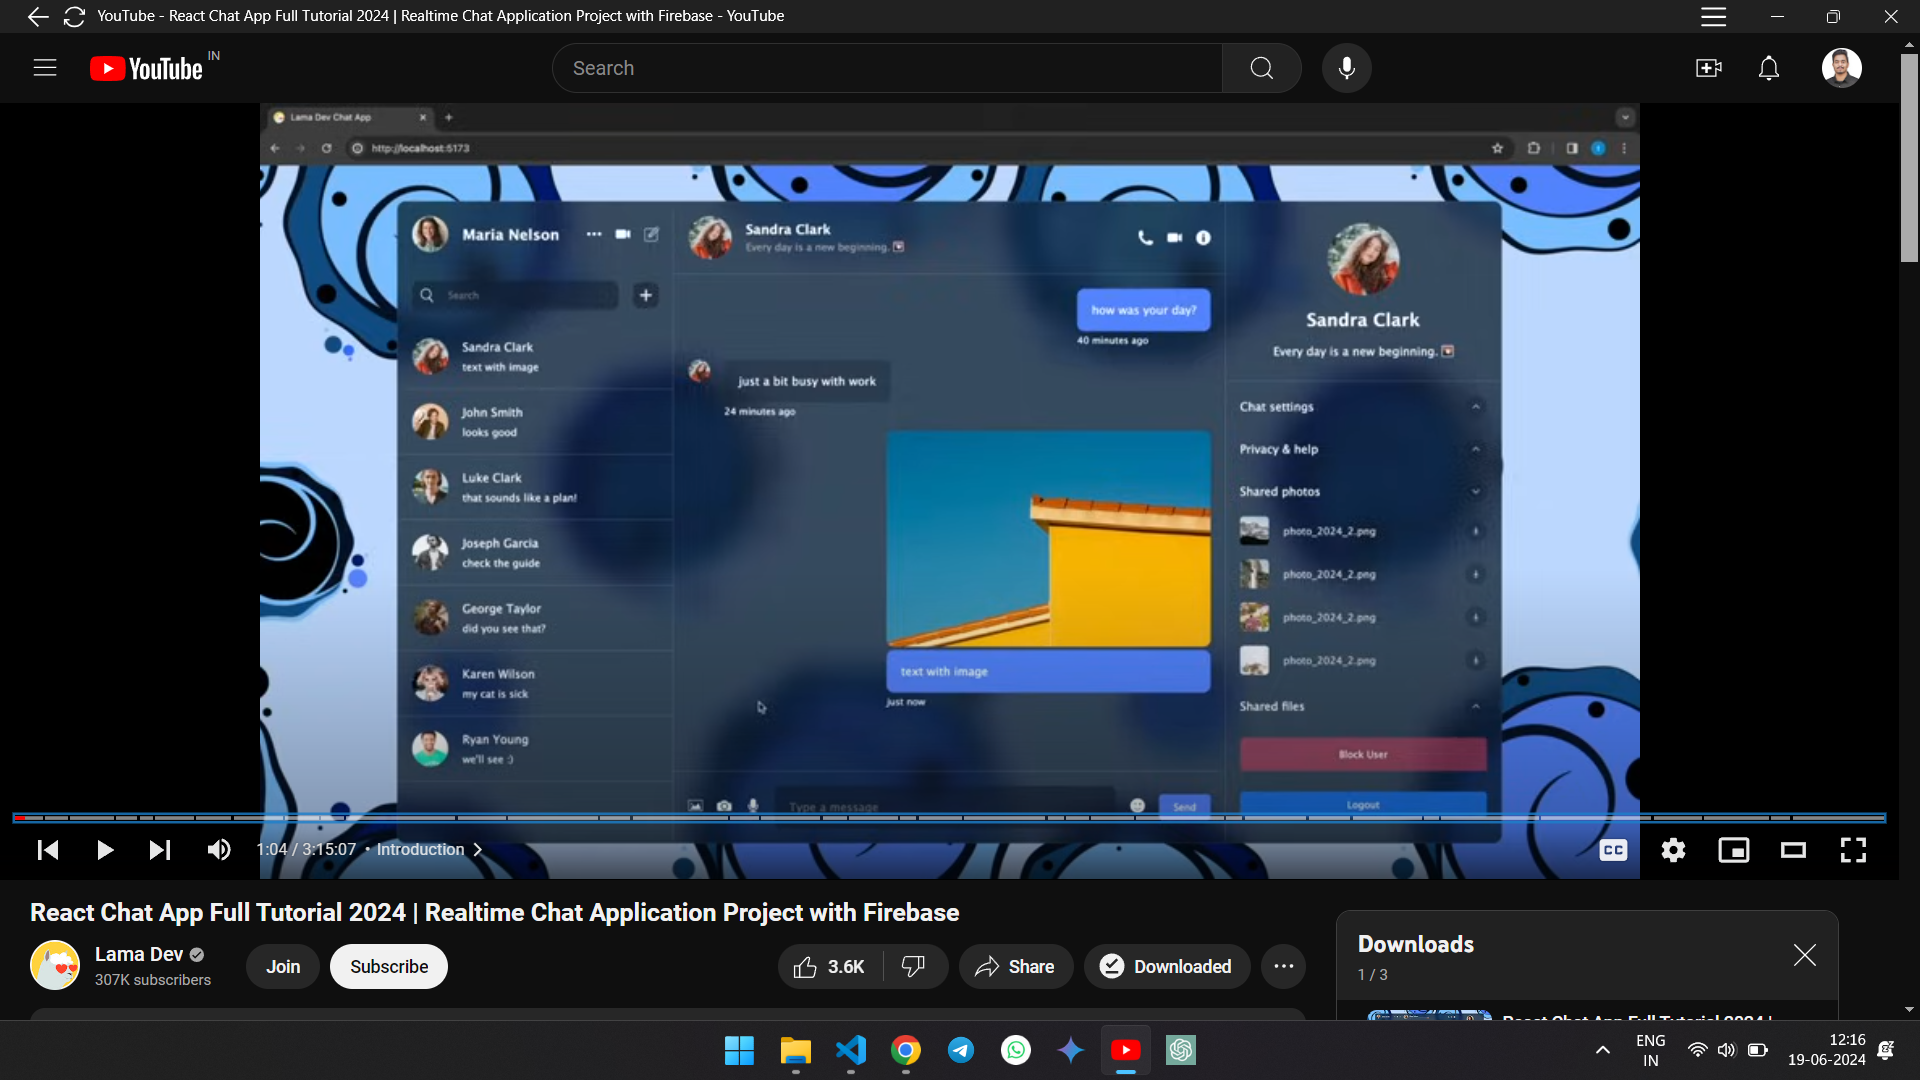 YouTube - React Chat App Full Tutorial 2024 | Realtime Chat Application Project with Firebase - YouTube
YouTube IN
Search
Lama Dev Chat App
http://localhost:5173
Maria Nelson
Search
Sandra Clark
text with image
John Smith
looks good
Luke Clark
that sounds like a plan!
Joseph Garcia
check the guide
George Taylor
did you see that?
Karen Wilson
my cat is sick
Ryan Young
we'll see :)
Sandra Clark
Every day is a new beginning.
how was your day?
40 minutes ago
just a bit busy with work
24 minutes ago
text with image
just now
Type a message
Send
Sandra Clark
Every day is a new beginning.
Chat settings
Privacy & help
Shared photos
photo_2024_2.png
photo_2024_2.png
photo_2024_2.png
photo_2024_2.png
Shared files
Block User
Logout
1:04 / 3:15:07 • Introduction
CC
React Chat App Full Tutorial 2024 | Realtime Chat Application Project with Firebase
Lama Dev
307K subscribers
Join
Subscribe
3.6K
Share
Downloaded
Downloads
1 / 3
React Chat App Full Tutorial 2024 |
ENG
IN
12:16
19-06-2024